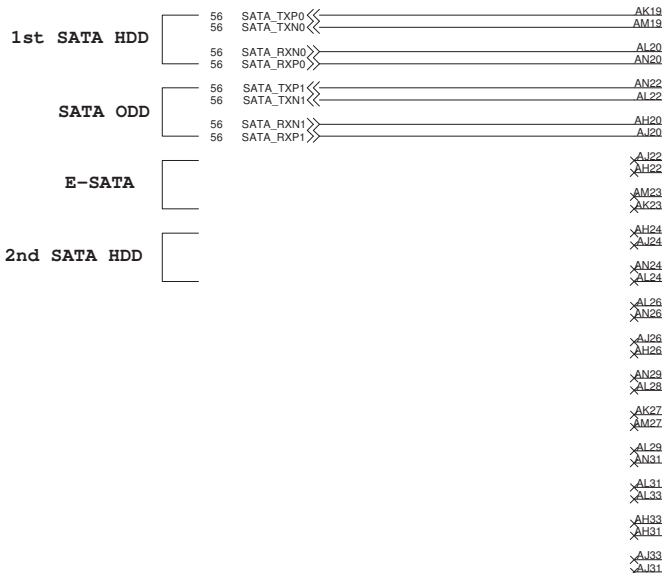 56 SATA_TXP0 AK19
1st SATA HDD 56 SATA_TXN0 AM19
56 SATA_RXN0 AL20
56 SATA_RXP0 AN20
56 SATA_TXP1 AN22
SATA ODD 56 SATA_TXN1 AL22
56 SATA_RXN1 AH20
56 SATA_RXP1 AJ20
AJ22
AH22
E-SATA
AM23
AK23
AH24
AJ24
2nd SATA HDD
AN24
AL24
AL26
AN26
AJ26
AH26
AN29
AL28
AK27
AM27
AL29
AN31
AL31
AL33
AH33
AH31
AJ33
AJ31